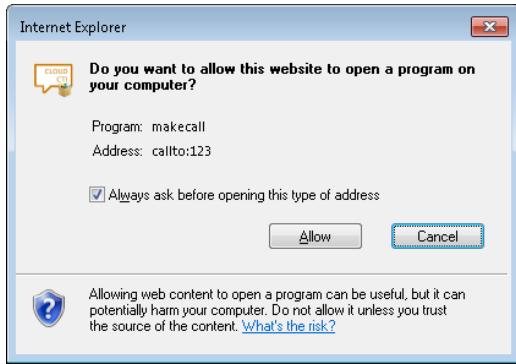 Internet Explorer
Do you want to allow this website to open a program on
your computer?
CLOUD
CTI
Program: makecall
Address: callto:123
Always ask before opening this type of address
Allow
Cancel
Allowing web content to open a program can be useful, but it can
potentially harm your computer. Do not allow it unless you trust
the source of the content. What's the risk?